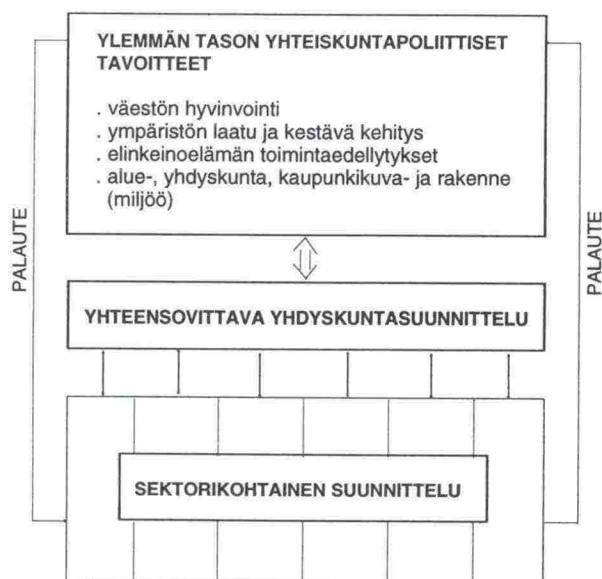 YLEMMÄN TASON YHTEISKUNTAPOLIITTISET
TAVOITTEET
. väestön hyvinvointi
. ympäristön laatu ja kestävä kehitys
. elinkeinoelämän toimintaedellytykset
. alue-, yhdyskunta, kaupunkikuva- ja rakenne
(miljöö)
PALAUTE
PALAUTE
YHTEENSOVITTAVA YHDYSKUNTASUUNNITTELU
SEKTORIKOHTAINEN SUUNNITTELU